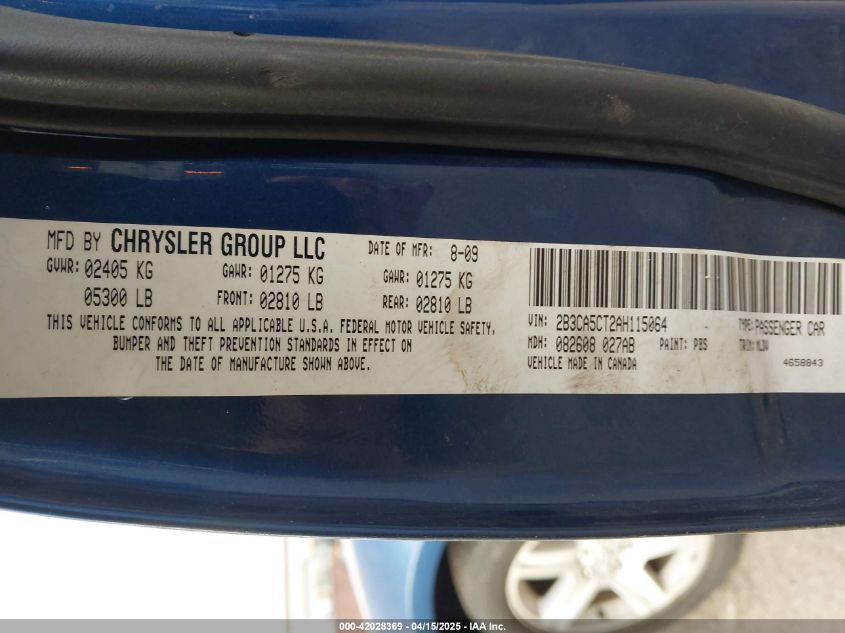 MFD BY CHRYSLER GROUP LLC DATE OF MFR: 8-09
GVWR: 02405 KG GAWR: 01275 KG GAWR: 01275 KG
05300 LB FRONT: 02810 LB REAR: 02810 LB
THIS VEHICLE CONFORMS TO ALL APPLICABLE U.S.A. FEDERAL MOTOR VEHICLE SAFETY,
BUMPER AND THEFT PREVENTION STANDARDS IN EFFECT ON
THE DATE OF MANUFACTURE SHOWN ABOVE.
VIN: 2B3CA5CT2AH115064 TYPE: PASSENGER CAR
MDH: 082608 027AB PAINT: PBS TRIM: MLDV
VEHICLE MADE IN CANADA 4658843
000-42028369 - 04/15/2025 - IAA Inc.